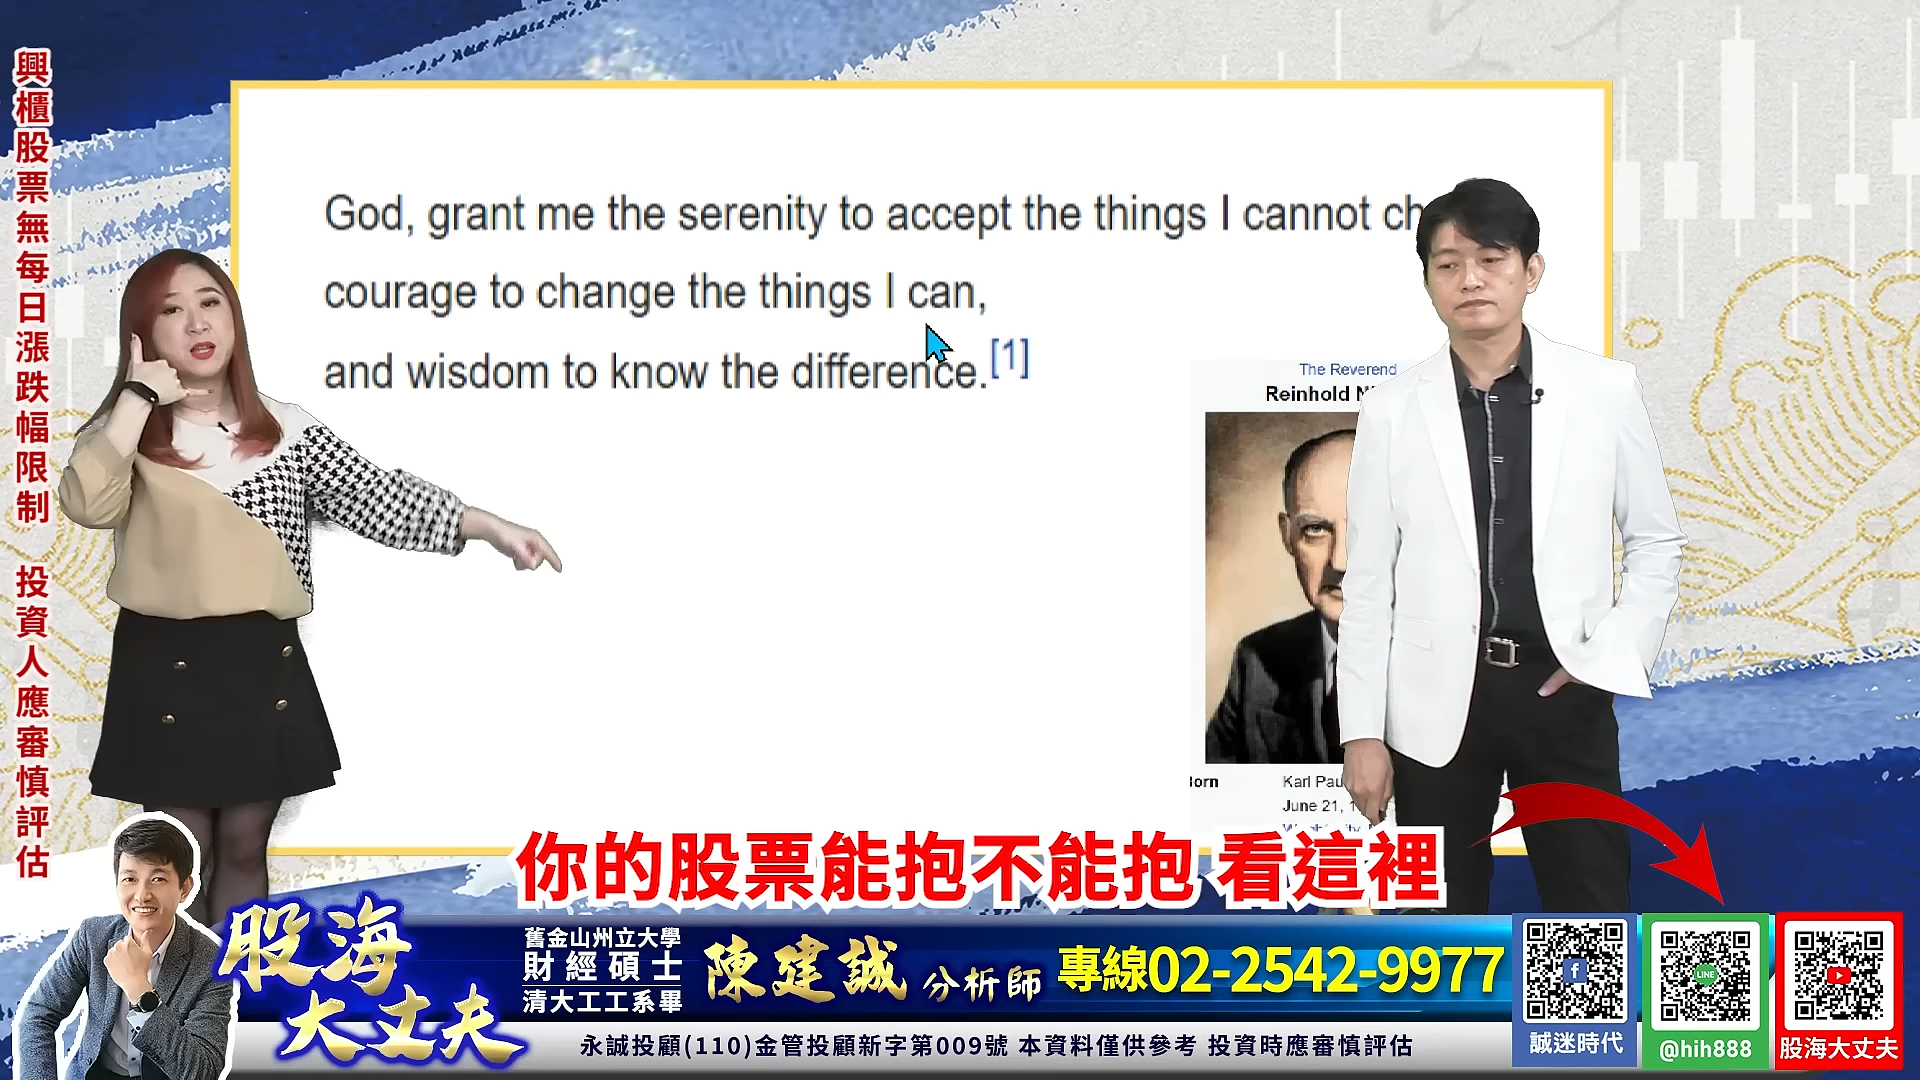 興櫃股票無每日漲跌幅限制 投資人應審慎評估
God, grant me the serenity to accept the things I cannot ch
courage to change the things I can,
and wisdom to know the difference.[1]
The Reverend
Reinhold N
Born
Karl Pau
June 21, 1
你的股票能抱不能抱 看這裡
股海
大丈夫
舊金山州立大學
財經碩士
清大工工系畢
陳建誠 分析師
專線02-2542-9977
永誠投顧(110)金管投顧新字第009號 本資料僅供參考 投資時應審慎評估
f
誠迷時代
LINE
@hih888
股海大丈夫